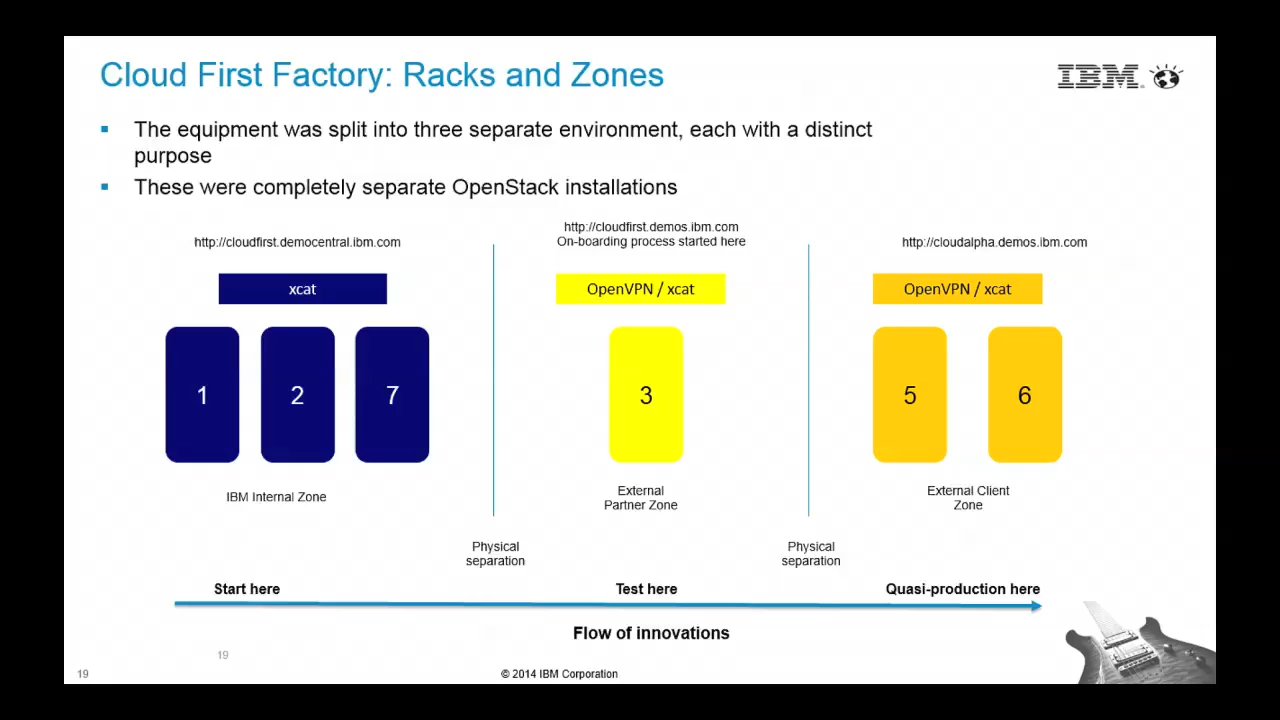 Cloud First Factory: Racks and Zones
IBM
The equipment was split into three separate environment, each with a distinct
purpose
These were completely separate OpenStack installations
http://cloudfirst.democentral.ibm.com
http://cloudfirst.demos.ibm.com
On-boarding process started here
http://cloudalpha.demos.ibm.com
xcat
OpenVPN / xcat
OpenVPN / xcat
1
2
7
3
5
6
IBM Internal Zone
External
Partner Zone
External Client
Zone
Physical
separation
Physical
separation
Start here
Test here
Quasi-production here
Flow of innovations
19
19
© 2014 IBM Corporation